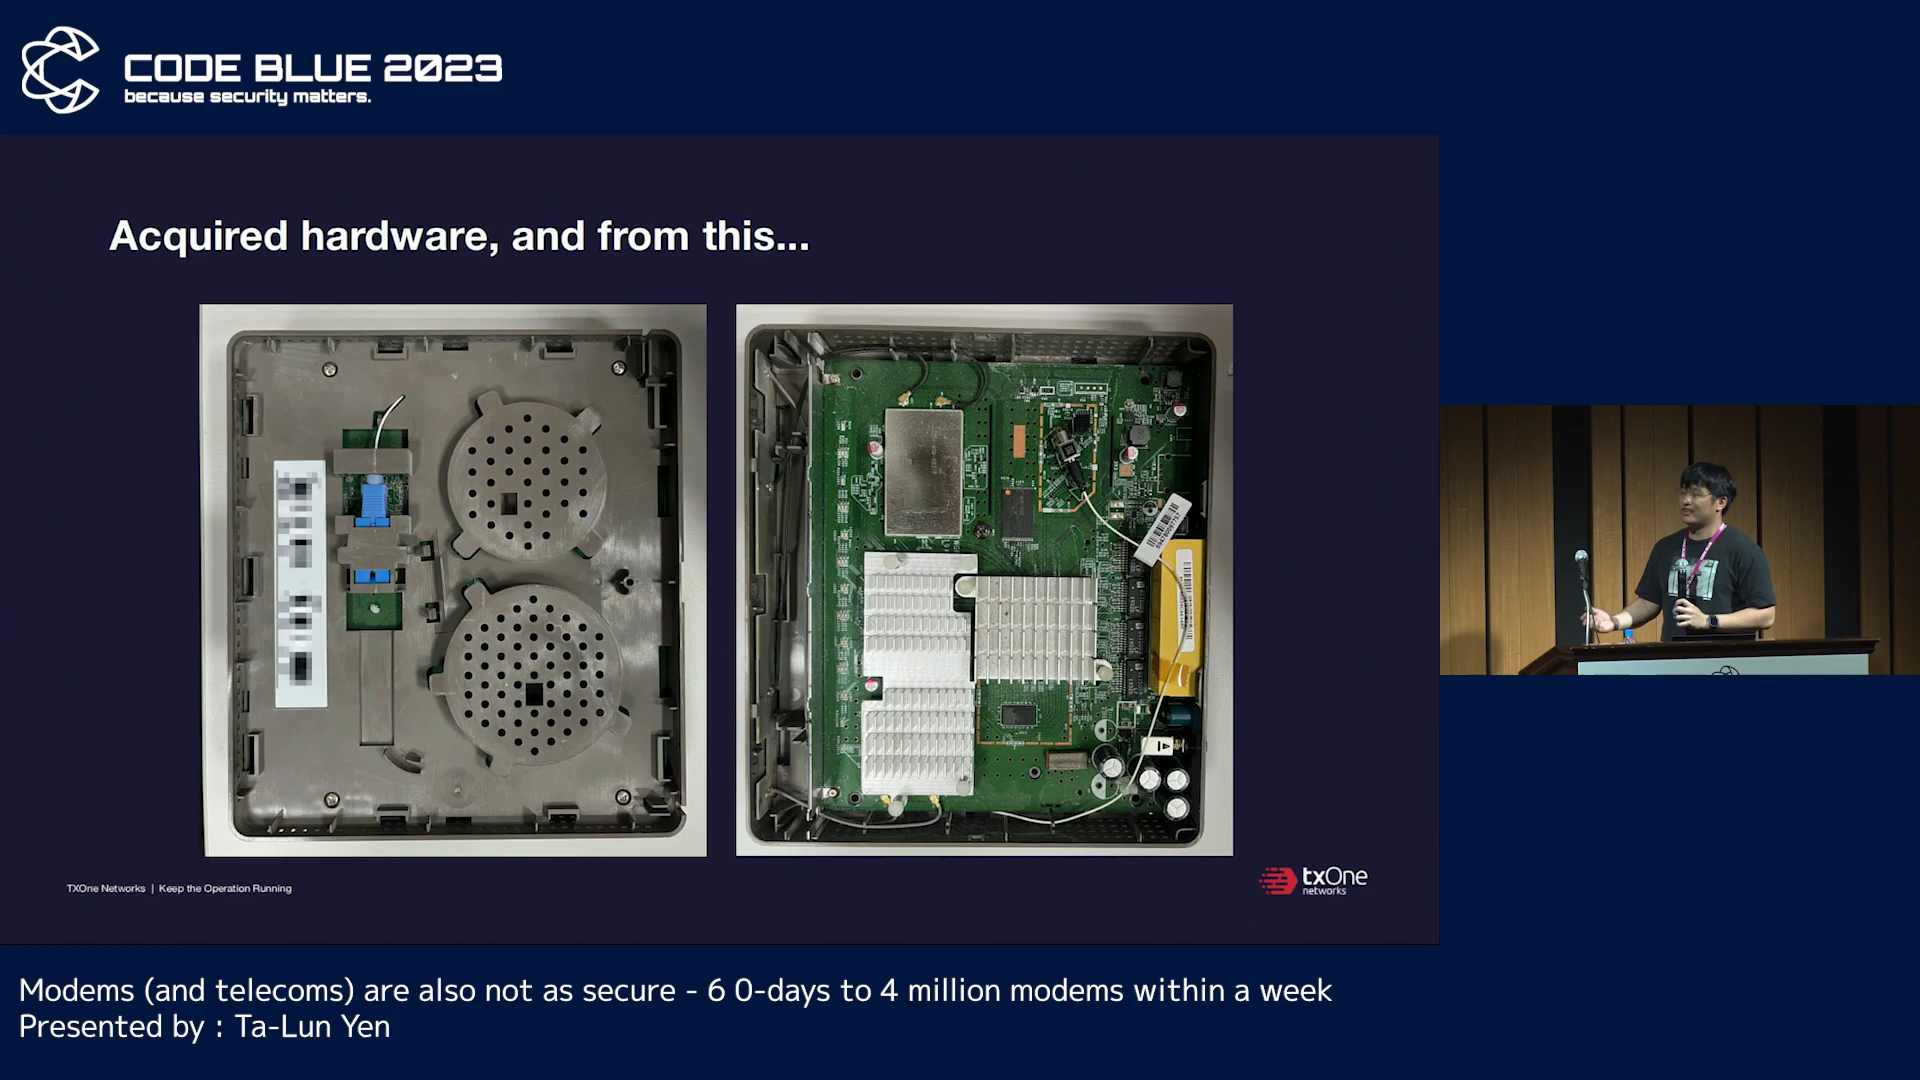 CODE BLUE 2023
because security matters.
Acquired hardware, and from this...
TXOne Networks | Keep the Operation Running
txOne
networks
Modems (and telecoms) are also not as secure - 6 0-days to 4 million modems within a week
Presented by : Ta-Lun Yen